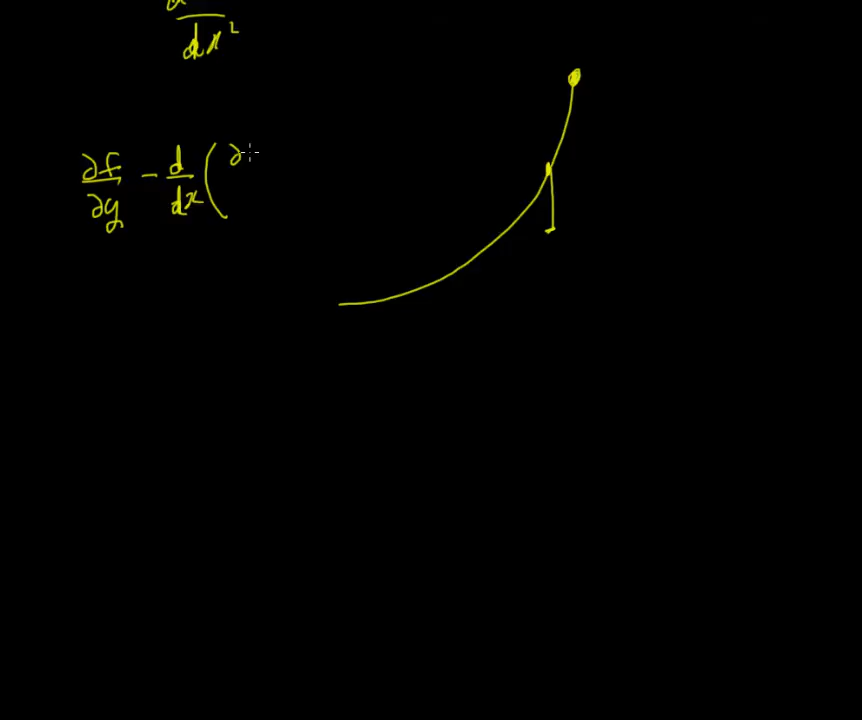 d/dx²
∂f/∂y - d/dx (∂